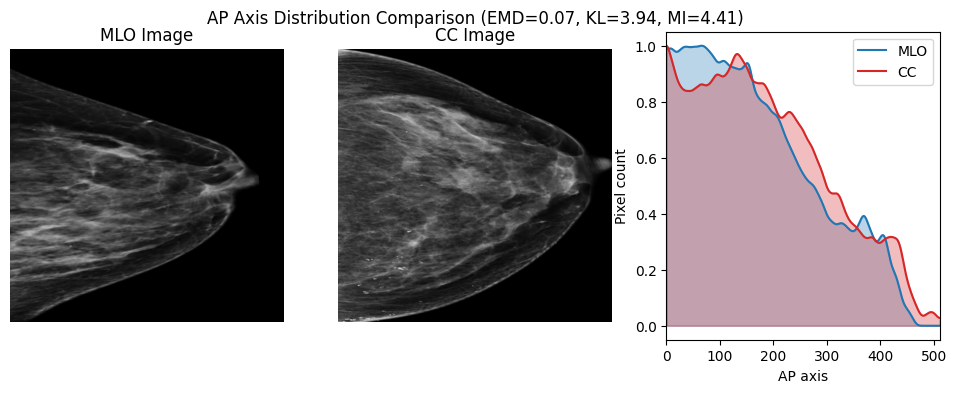 AP Axis Distribution Comparison (EMD=0.07, KL=3.94, MI=4.41)
MLO Image
CC Image
MLO
CC
1.0
0.8
0.6
0.4
0.2
0.0
Pixel count
0
100
200
300
400
500
AP axis